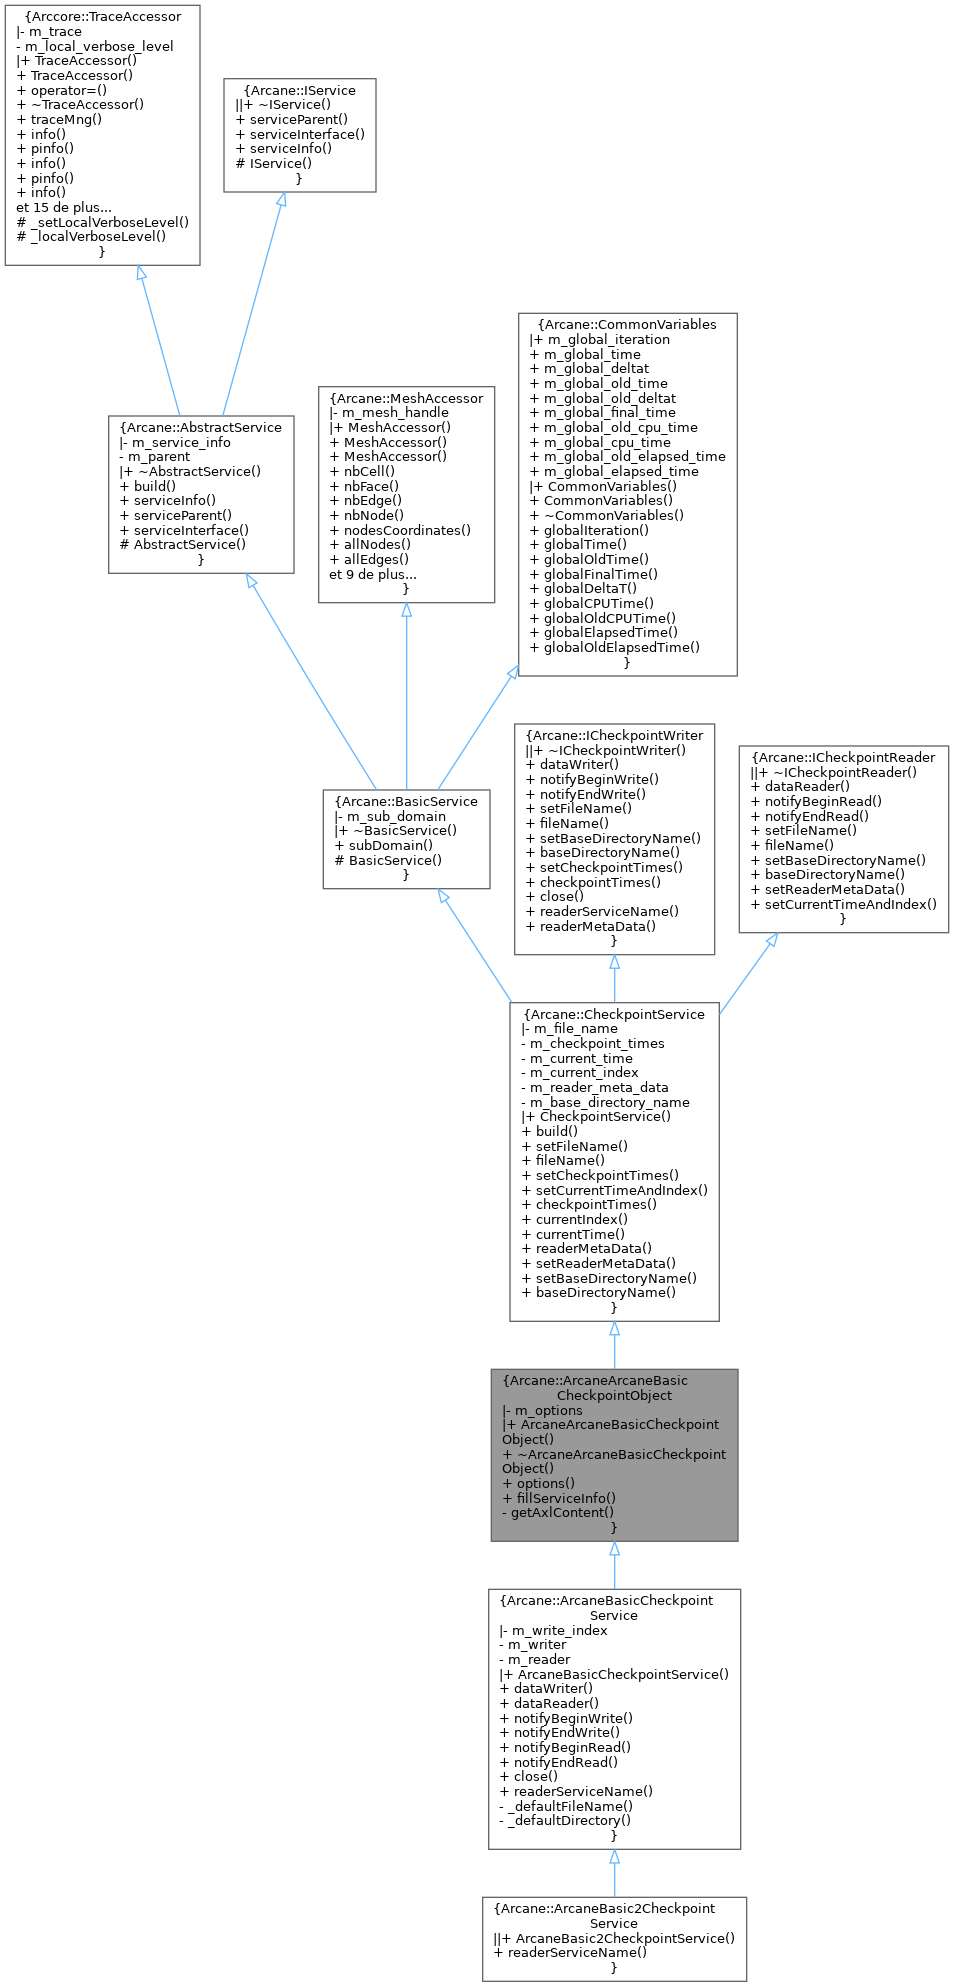 {Arccore::TraceAccessor
|- m_trace
- m_local_verbose_level
|+ TraceAccessor()
+ TraceAccessor()
+ operator=()
+ ~TraceAccessor()
+ traceMng()
+ info()
+ pinfo()
+ info()
+ pinfo()
+ info()
et 15 de plus...
# _setLocalVerboseLevel()
# _localVerboseLevel()
}
{Arcane::IService
||+ ~IService()
+ serviceParent()
+ serviceInterface()
+ serviceInfo()
# IService()
}
{Arcane::AbstractService
|- m_service_info
- m_parent
|+ ~AbstractService()
+ build()
+ serviceInfo()
+ serviceParent()
+ serviceInterface()
# AbstractService()
}
{Arcane::MeshAccessor
|- m_mesh_handle
|+ MeshAccessor()
+ MeshAccessor()
+ MeshAccessor()
+ nbCell()
+ nbFace()
+ nbEdge()
+ nbNode()
+ nodesCoordinates()
+ allNodes()
+ allEdges()
et 9 de plus...
}
{Arcane::CommonVariables
|+ m_global_iteration
+ m_global_time
+ m_global_deltat
+ m_global_old_time
+ m_global_old_deltat
+ m_global_final_time
+ m_global_old_cpu_time
+ m_global_cpu_time
+ m_global_old_elapsed_time
+ m_global_elapsed_time
|+ CommonVariables()
+ CommonVariables()
+ ~CommonVariables()
+ globalIteration()
+ globalTime()
+ globalOldTime()
+ globalFinalTime()
+ globalDeltaT()
+ globalCPUTime()
+ globalOldCPUTime()
+ globalElapsedTime()
+ globalOldElapsedTime()
}
{Arcane::BasicService
|- m_sub_domain
|+ ~BasicService()
+ subDomain()
# BasicService()
}
{Arcane::ICheckpointWriter
||+ ~ICheckpointWriter()
+ dataWriter()
+ notifyBeginWrite()
+ notifyEndWrite()
+ setFileName()
+ fileName()
+ setBaseDirectoryName()
+ baseDirectoryName()
+ setCheckpointTimes()
+ checkpointTimes()
+ close()
+ readerServiceName()
+ readerMetaData()
}
{Arcane::ICheckpointReader
||+ ~ICheckpointReader()
+ dataReader()
+ notifyBeginRead()
+ notifyEndRead()
+ setFileName()
+ fileName()
+ setBaseDirectoryName()
+ baseDirectoryName()
+ setReaderMetaData()
+ setCurrentTimeAndIndex()
}
{Arcane::CheckpointService
|- m_file_name
- m_checkpoint_times
- m_current_time
- m_current_index
- m_reader_meta_data
- m_base_directory_name
|+ CheckpointService()
+ build()
+ setFileName()
+ fileName()
+ setCheckpointTimes()
+ setCurrentTimeAndIndex()
+ checkpointTimes()
+ currentIndex()
+ currentTime()
+ readerMetaData()
+ setReaderMetaData()
+ setBaseDirectoryName()
+ baseDirectoryName()
}
{Arcane::ArcaneArcaneBasic
CheckpointObject
|- m_options
|+ ArcaneArcaneBasicCheckpoint
Object()
+ ~ArcaneArcaneBasicCheckpoint
Object()
+ options()
+ fillServiceInfo()
- getAxlContent()
}
{Arcane::ArcaneBasicCheckpoint
Service
|- m_write_index
- m_writer
- m_reader
|+ ArcaneBasicCheckpointService()
+ dataWriter()
+ dataReader()
+ notifyBeginWrite()
+ notifyEndWrite()
+ notifyBeginRead()
+ notifyEndRead()
+ close()
+ readerServiceName()
- _defaultFileName()
- _defaultDirectory()
}
{Arcane::ArcaneBasic2Checkpoint
Service
||+ ArcaneBasic2CheckpointService()
+ readerServiceName()
}